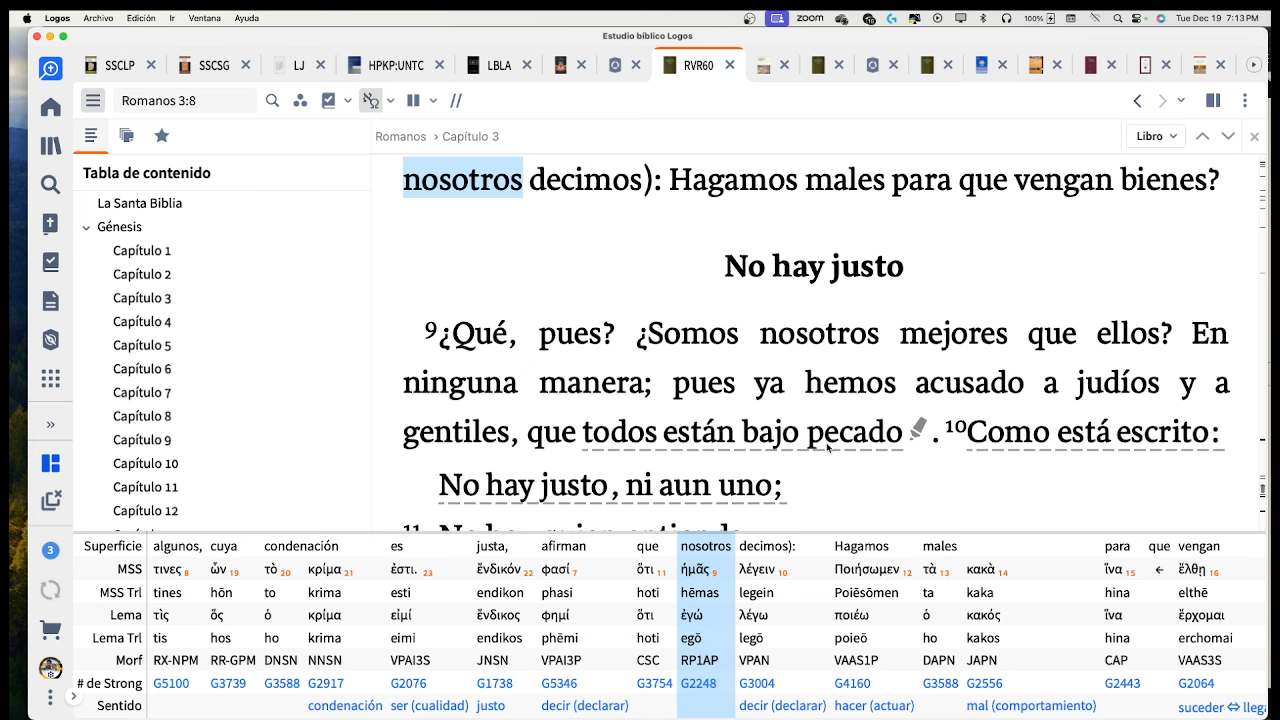 Logos Archivo Edición Ir Ventana Ayuda zoom 100% Tue Dec 19 7:13 PM
Estudio bíblico Logos
SSCLP SSCSG LJ HPKP:UNTC LBLA RVR60
Romanos 3:8
Romanos > Capítulo 3 Libro
Tabla de contenido
La Santa Biblia
Génesis
Capítulo 1
Capítulo 2
Capítulo 3
Capítulo 4
Capítulo 5
Capítulo 6
Capítulo 7
Capítulo 8
Capítulo 9
Capítulo 10
Capítulo 11
Capítulo 12
3
nosotros decimos): Hagamos males para que vengan bienes?
No hay justo
9¿Qué, pues? ¿Somos nosotros mejores que ellos? En
ninguna manera; pues ya hemos acusado a judíos y a
gentiles, que todos están bajo pecado. 10Como está escrito:
No hay justo, ni aun uno;
Superficie algunos, cuya condenación es justa, afirman que nosotros decimos): Hagamos males para que vengan
MSS τινες 8 ὧν 19 τὸ 20 κρίμα 21 ἐστι. 23 ἔνδικόν 22 φασί 7 ὅτι 11 ἡμᾶς 9 λέγειν 10 Ποιήσωμεν 12 τὰ 13 κακὰ 14 ἵνα 15 ← ἔλθῃ 16
MSS Trl tines hōn to krima esti endikon phasi hoti hēmas legein Poiēsōmen ta kaka hina elthē
Lema τὶς ὅς ὁ κρίμα εἰμί ἔνδικος φημί ὅτι ἐγώ λέγω ποιέω ὁ κακός ἵνα ἔρχομαι
Lema Trl tis hos ho krima eimi endikos phēmi hoti egō legō poieō ho kakos hina erchomai
Morf RX-NPM RR-GPM DNSN NNSN VPAI3S JNSN VPAI3P CSC RP1AP VPAN VAAS1P DAPN JAPN CAP VAAS3S
# de Strong G5100 G3739 G3588 G2917 G2076 G1738 G5346 G3754 G2248 G3004 G4160 G3588 G2556 G2443 G2064
Sentido condenación ser (cualidad) justo decir (declarar) decir (declarar) hacer (actuar) mal (comportamiento) suceder ⇔ llega